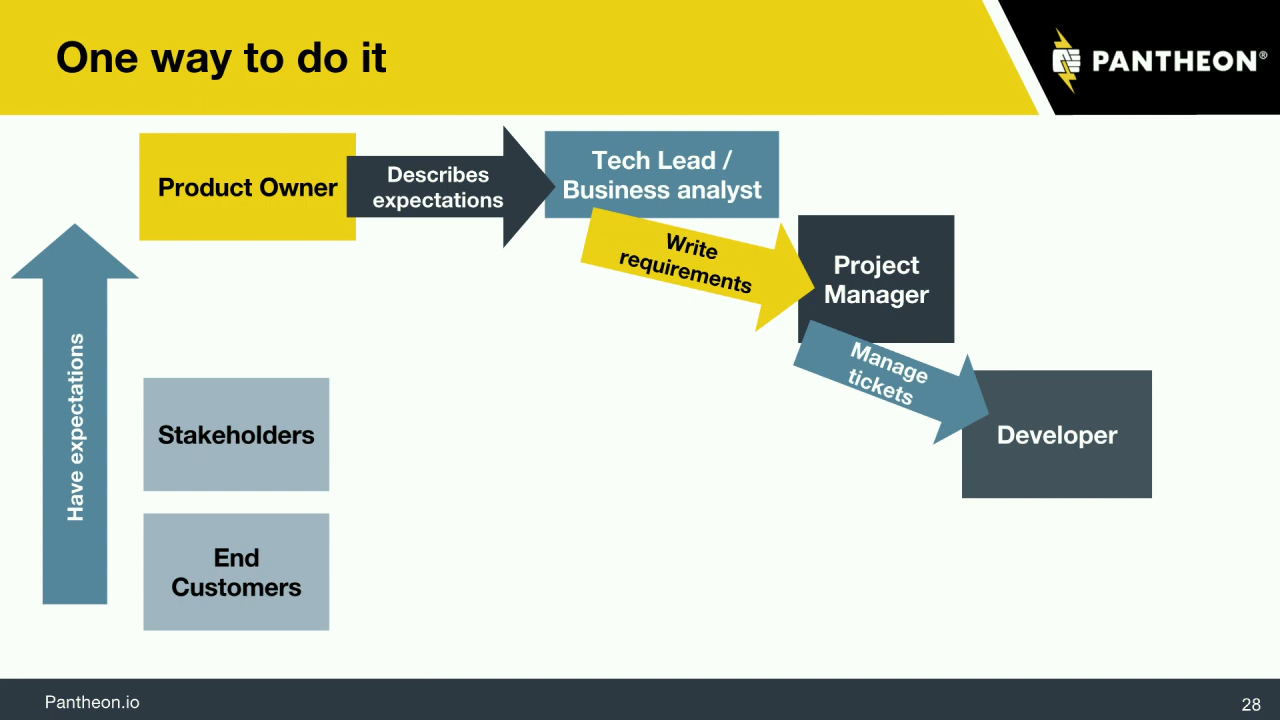 One way to do it
PANTHEON®
Product Owner
Describes
expectations
Tech Lead /
Business analyst
Write
requirements
Project
Manager
Manage
tickets
Developer
Have expectations
Stakeholders
End
Customers
Pantheon.io
28